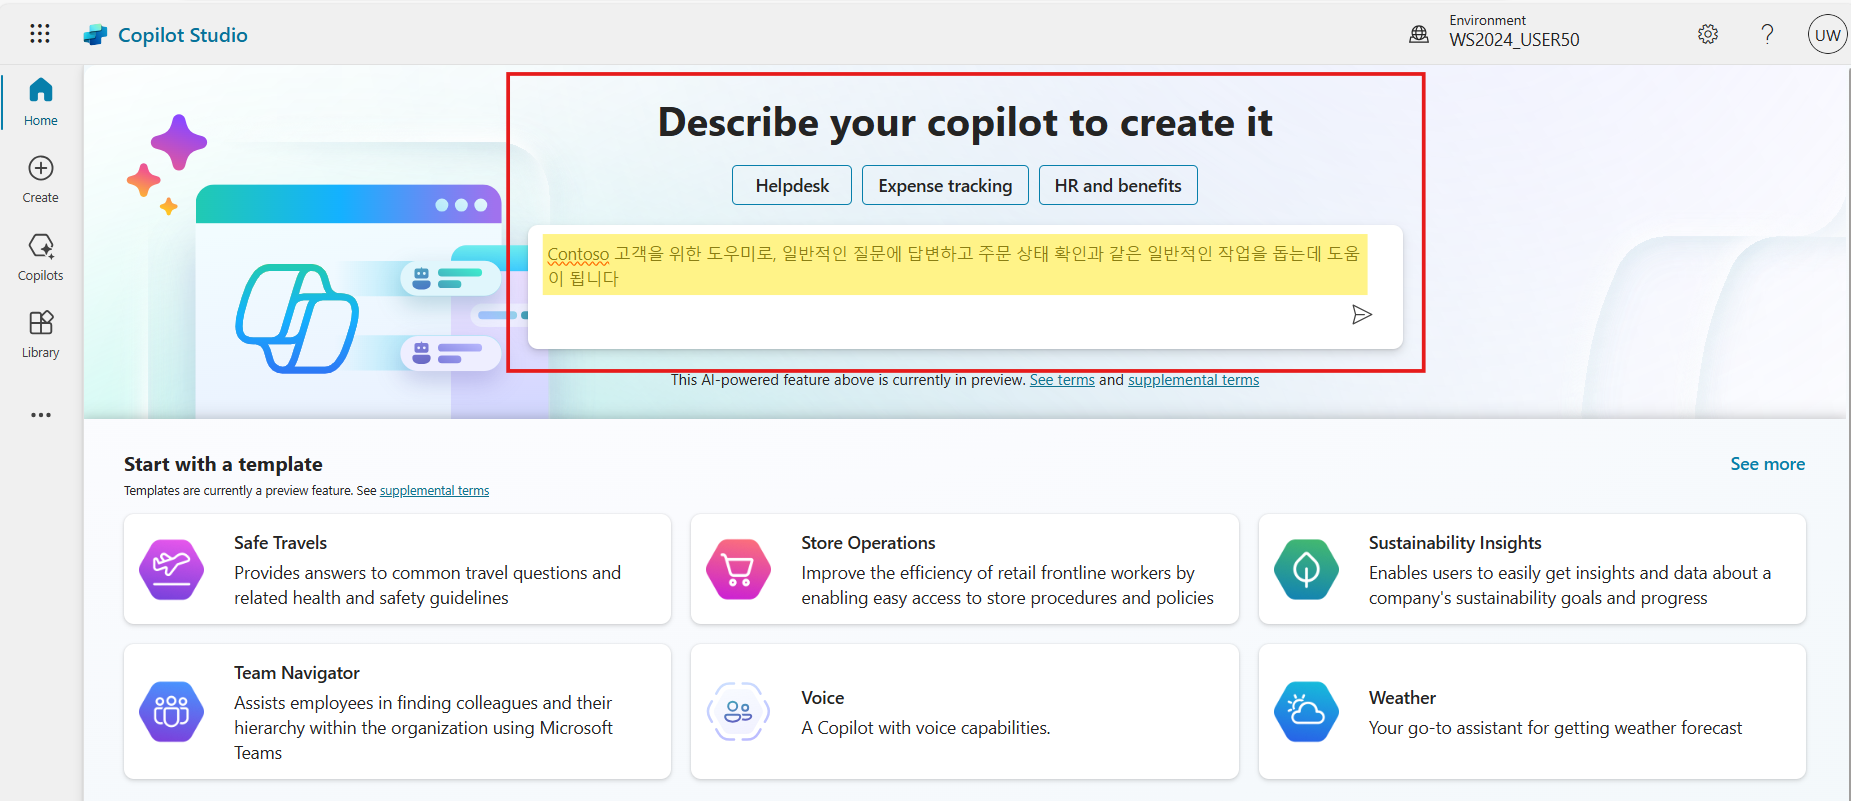 Copilot Studio
Environment
WS2024_USER50
UW
Home
Create
Copilots
Library
Describe your copilot to create it
Helpdesk
Expense tracking
HR and benefits
Contoso 고객을 위한 도우미로, 일반적인 질문에 답변하고 주문 상태 확인과 같은 일반적인 작업을 돕는데 도움
이 됩니다
This AI-powered feature above is currently in preview. See terms and supplemental terms
Start with a template
See more
Templates are currently a preview feature. See supplemental terms
Safe Travels
Provides answers to common travel questions and
related health and safety guidelines
Store Operations
Improve the efficiency of retail frontline workers by
enabling easy access to store procedures and policies
Sustainability Insights
Enables users to easily get insights and data about a
company's sustainability goals and progress
Team Navigator
Assists employees in finding colleagues and their
hierarchy within the organization using Microsoft
Teams
Voice
A Copilot with voice capabilities.
Weather
Your go-to assistant for getting weather forecast